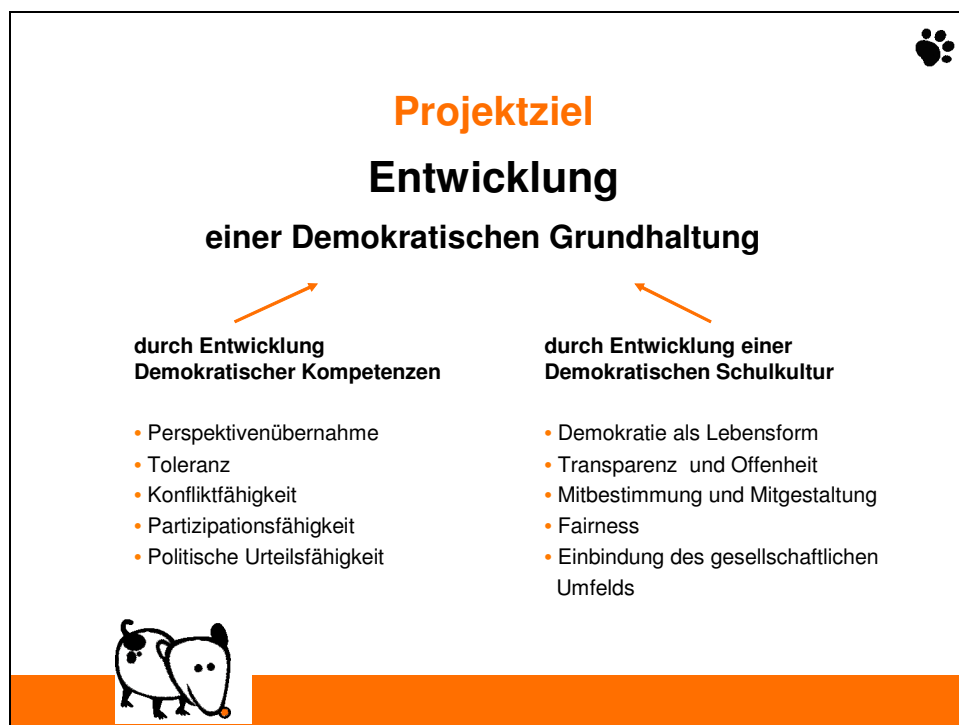 Projektziel
Entwicklung
einer Demokratischen Grundhaltung
durch Entwicklung
Demokratischer Kompetenzen
• Perspektivenübernahme
• Toleranz
• Konfliktfähigkeit
• Partizipationsfähigkeit
• Politische Urteilsfähigkeit
durch Entwicklung einer
Demokratischen Schulkultur
• Demokratie als Lebensform
• Transparenz und Offenheit
• Mitbestimmung und Mitgestaltung
• Fairness
• Einbindung des gesellschaftlichen
Umfelds